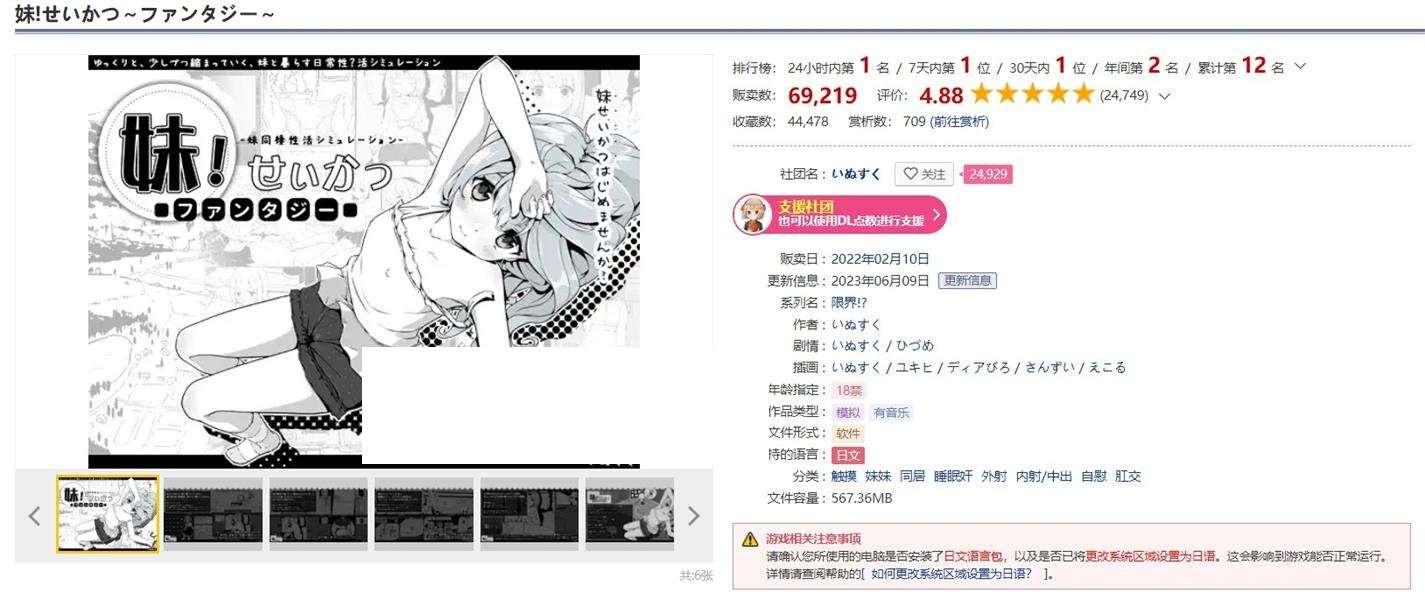 妹!せいかつ～ファンタジー～
ゆっくりと、少しずつ縮まっていく、妹と暮らす日常性?活シミュレーション
-妹同棲性活シミュレーション-
妹!せいかつ
ファンタジー
妹せいかつはじめませんか?
共:6张
排行榜: 24小时内第 1 名 / 7天内第 1 位 / 30天内 1 位 / 年间第 2 名 / 累计第 12 名
贩卖数: 69,219 评价: 4.88 ★★★★★ (24,749)
收藏数: 44,478 赏析数: 709 (前往赏析)
社团名 : いぬすく 关注 24,929
支援社团
也可以使用DL点数进行支援
贩卖日 : 2022年02月10日
更新信息 : 2023年06月09日 更新信息
系列名 : 限界!?
作者 : いぬすく
剧情 : いぬすく / ひづめ
插画 : いぬすく / ユキヒ / ディアびろ / さんずい / えこる
年龄指定 : 18禁
作品类型 : 模拟 有音乐
文件形式 : 软件
持的语言 : 日文
分类 : 触摸 妹妹 同居 睡眠奸 外射 内射/中出 自慰 肛交
文件容量 : 567.36MB
游戏相关注意事项
请确认您所使用的电脑是否安装了日文语言包，以及是否已将更改系统区域设置为日语。这会影响到游戏能否正常运行。
详情请查阅帮助的[ 如何更改系统区域设置为日语? ]。